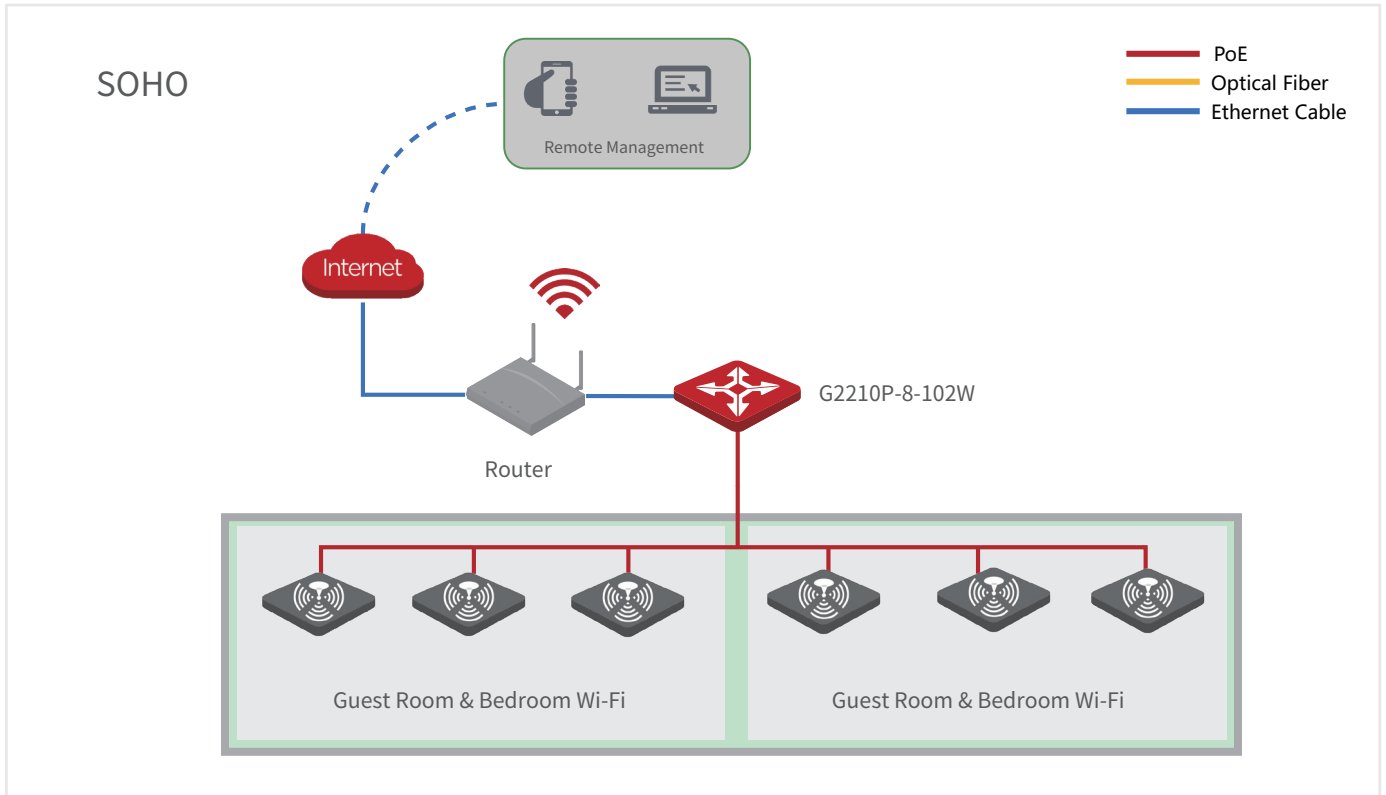 SOHO
PoE
Optical Fiber
Ethernet Cable
Remote Management
Internet
G2210P-8-102W
Router
Guest Room & Bedroom Wi-Fi
Guest Room & Bedroom Wi-Fi